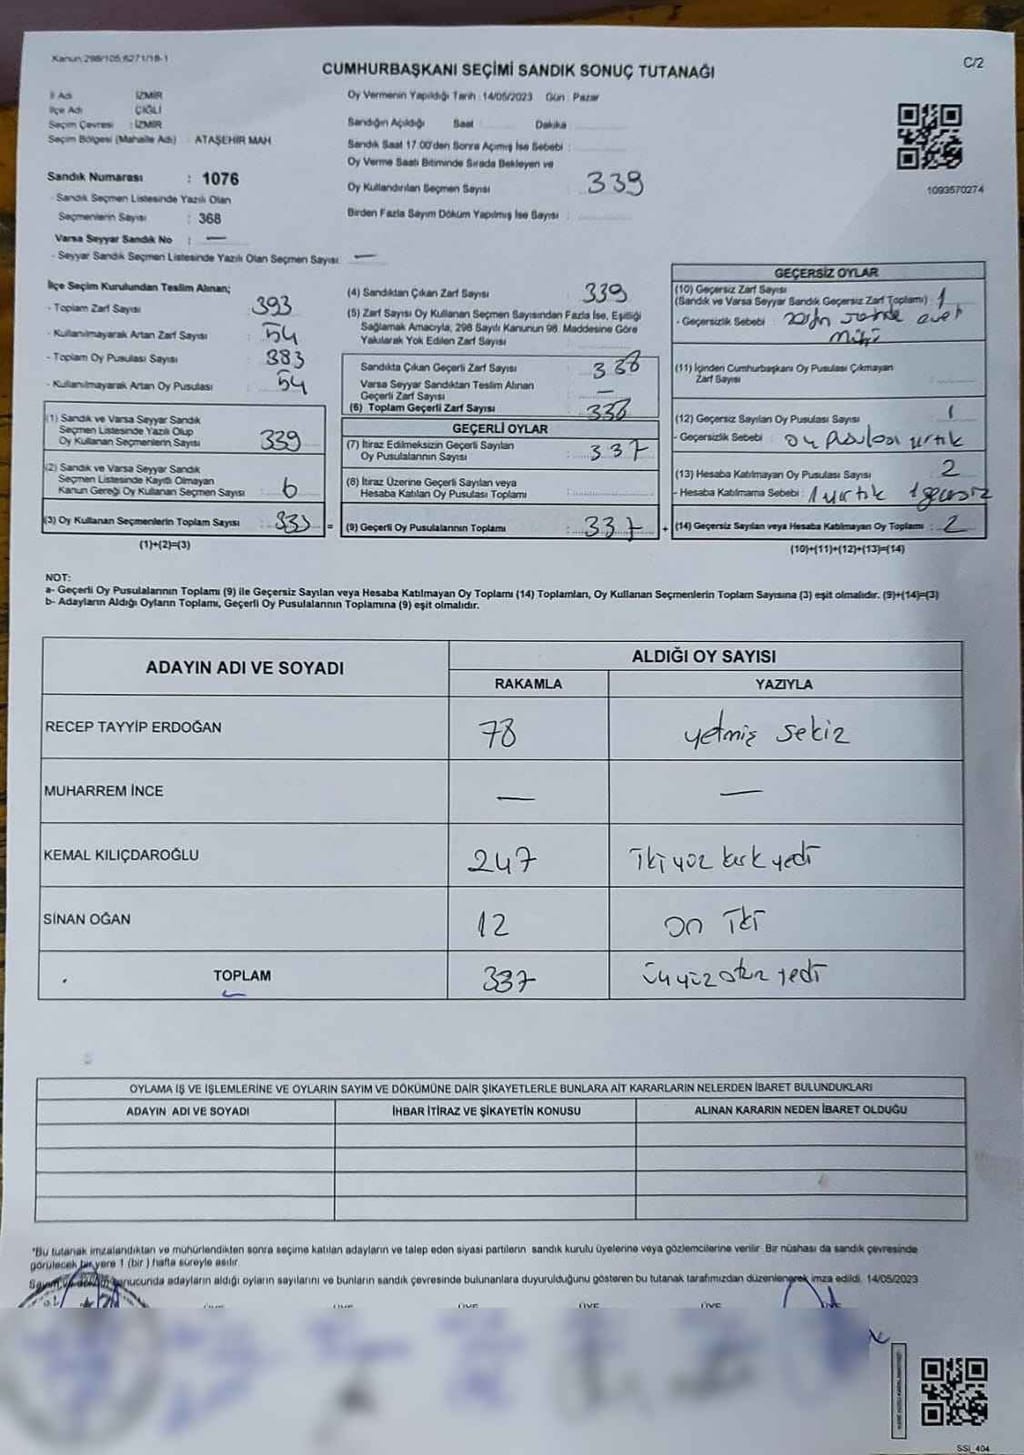 Kanun 298/105,6271/18-1
CUMHURBAŞKANI SEÇİMİ SANDIK SONUÇ TUTANAĞI
C/2
İl Adı : İZMİR
İlçe Adı : ÇİĞLİ
Seçim Çevresi : İZMİR
Seçim Bölgesi (Mahalle Adı) : ATAŞEHİR MAH
Sandık Numarası : 1076
- Sandık Seçmen Listesinde Yazılı Olan
Seçmenlerin Sayısı : 368
Varsa Seyyar Sandık No : —
- Seyyar Sandık Seçmen Listesinde Yazılı Olan Seçmen Sayısı: —
Oy Vermenin Yapıldığı Tarih : 14/05/2023 Gün : Pazar
Sandığın Açıldığı Saat Dakika
Sandık Saat 17.00'den Sonra Açımış İse Sebebi :
Oy Verme Saati Bitiminde Sırada Bekleyen ve
Oy Kullandırılan Seçmen Sayısı : 339
Birden Fazla Sayım Döküm Yapılmış İse Sayısı :
1093570274
İlçe Seçim Kurulundan Teslim Alınan;
- Toplam Zarf Sayısı : 393
- Kullanılmayarak Artan Zarf Sayısı : 54
- Toplam Oy Pusulası Sayısı : 383
- Kullanılmayarak Artan Oy Pusulası : 54
(1) Sandık ve Varsa Seyyar Sandık
Seçmen Listesinde Yazılı Olup
Oy Kullanan Seçmenlerin Sayısı : 339
(2) Sandık ve Varsa Seyyar Sandık
Seçmen Listesinde Kayıtlı Olmayan
Kanun Gereği Oy Kullanan Seçmen Sayısı : 6
(3) Oy Kullanan Seçmenlerin Toplam Sayısı : =
(1)+(2)=(3)
(4) Sandıktan Çıkan Zarf Sayısı : 339
(5) Zarf Sayısı Oy Kullanan Seçmen Sayısından Fazla İse, Eşitliği
Sağlamak Amacıyla, 298 Sayılı Kanunun 98. Maddesine Göre
Yakılarak Yok Edilen Zarf Sayısı
Sandıkta Çıkan Geçerli Zarf Sayısı : 338
Varsa Seyyar Sandıktan Teslim Alınan
Geçerli Zarf Sayısı : —
(6) Toplam Geçerli Zarf Sayısı : 338
GEÇERLİ OYLAR
(7) İtiraz Edilmeksizin Geçerli Sayılan
Oy Pusulalarının Sayısı : 337
(8) İtiraz Üzerine Geçerli Sayılan veya
Hesaba Katılan Oy Pusulası Toplamı :
(9) Geçerli Oy Pusulalarının Toplamı : 337 +
GEÇERSİZ OYLAR
(10) Geçersiz Zarf Sayısı
(Sandık ve Varsa Seyyar Sandık Geçersiz Zarf Toplamı) : 1
- Geçersizlik Sebebi : evet
mührü
(11) İçinden Cumhurbaşkanı Oy Pusulası Çıkmayan
Zarf Sayısı
(12) Geçersiz Sayılan Oy Pusulası Sayısı : 1
- Geçersizlik Sebebi : oy pusulası yırtık
(13) Hesaba Katılmayan Oy Pusulası Sayısı : 2
- Hesaba Katılmama Sebebi : 1 yırtık 1 geçersiz
(14) Geçersiz Sayılan veya Hesaba Katılmayan Oy Toplamı : 2
(10)+(11)+(12)+(13)=(14)
NOT:
a- Geçerli Oy Pusulalarının Toplamı (9) ile Geçersiz Sayılan veya Hesaba Katılmayan Oy Toplamı (14) Toplamları, Oy Kullanan Seçmenlerin Toplam Sayısına (3) eşit olmalıdır. (9)+(14)=(3)
b- Adayların Aldığı Oyların Toplamı, Geçerli Oy Pusulalarının Toplamına (9) eşit olmalıdır.
ADAYIN ADI VE SOYADI
ALDIĞI OY SAYISI
RAKAMLA YAZIYLA
RECEP TAYYİP ERDOĞAN 78 yetmiş sekiz
MUHARREM İNCE — —
KEMAL KILIÇDAROĞLU 247 iki yüz kırk yedi
SİNAN OĞAN 12 on iki
TOPLAM 337 üçyüz otuz yedi
OYLAMA İŞ VE İŞLEMLERİNE VE OYLARIN SAYIM VE DÖKÜMÜNE DAİR ŞİKAYETLERLE BUNLARA AİT KARARLARIN NELERDEN İBARET BULUNDUKLARI
ADAYIN ADI VE SOYADI İHBAR İTİRAZ VE ŞİKAYETİN KONUSU ALINAN KARARIN NEDEN İBARET OLDUĞU
*Bu tutanak imzalandıktan ve mühürlendikten sonra seçime katılan adayların ve talep eden siyasi partilerin sandık kurulu üyelerine veya gözlemcilerine verilir. Bir nüshası da sandık çevresinde
görülecek bir yere 1 (bir) hafta süreyle asılır.
sonucunda adayların aldığı oyların sayılarını ve bunların sandık çevresinde bulunanlara duyurulduğunu gösteren bu tutanak tarafımızdan düzenlenerek imza edildi. 14/05/2023
ÜYE ÜYE ÜYE ÜYE ÜYE
SSI_404